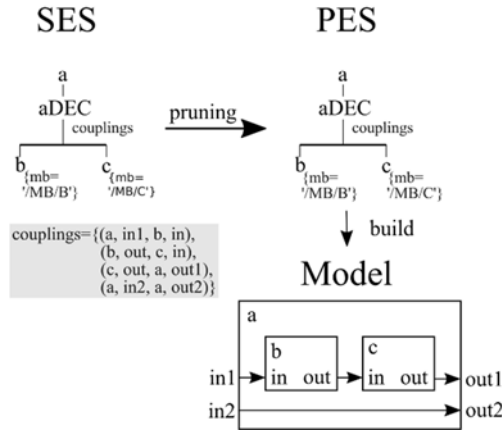 SES
PES
a
aDEC
couplings
b
{mb=
'/MB/B'}
c
{mb=
'/MB/C'}
pruning
a
aDEC
couplings
b
{mb=
'/MB/B'}
c
{mb=
'/MB/C'}
couplings={(a, in1, b, in),
(b, out, c, in),
(c, out, a, out1),
(a, in2, a, out2)}
build
Model
a
b
in out
c
in out
in1
out1
in2
out2